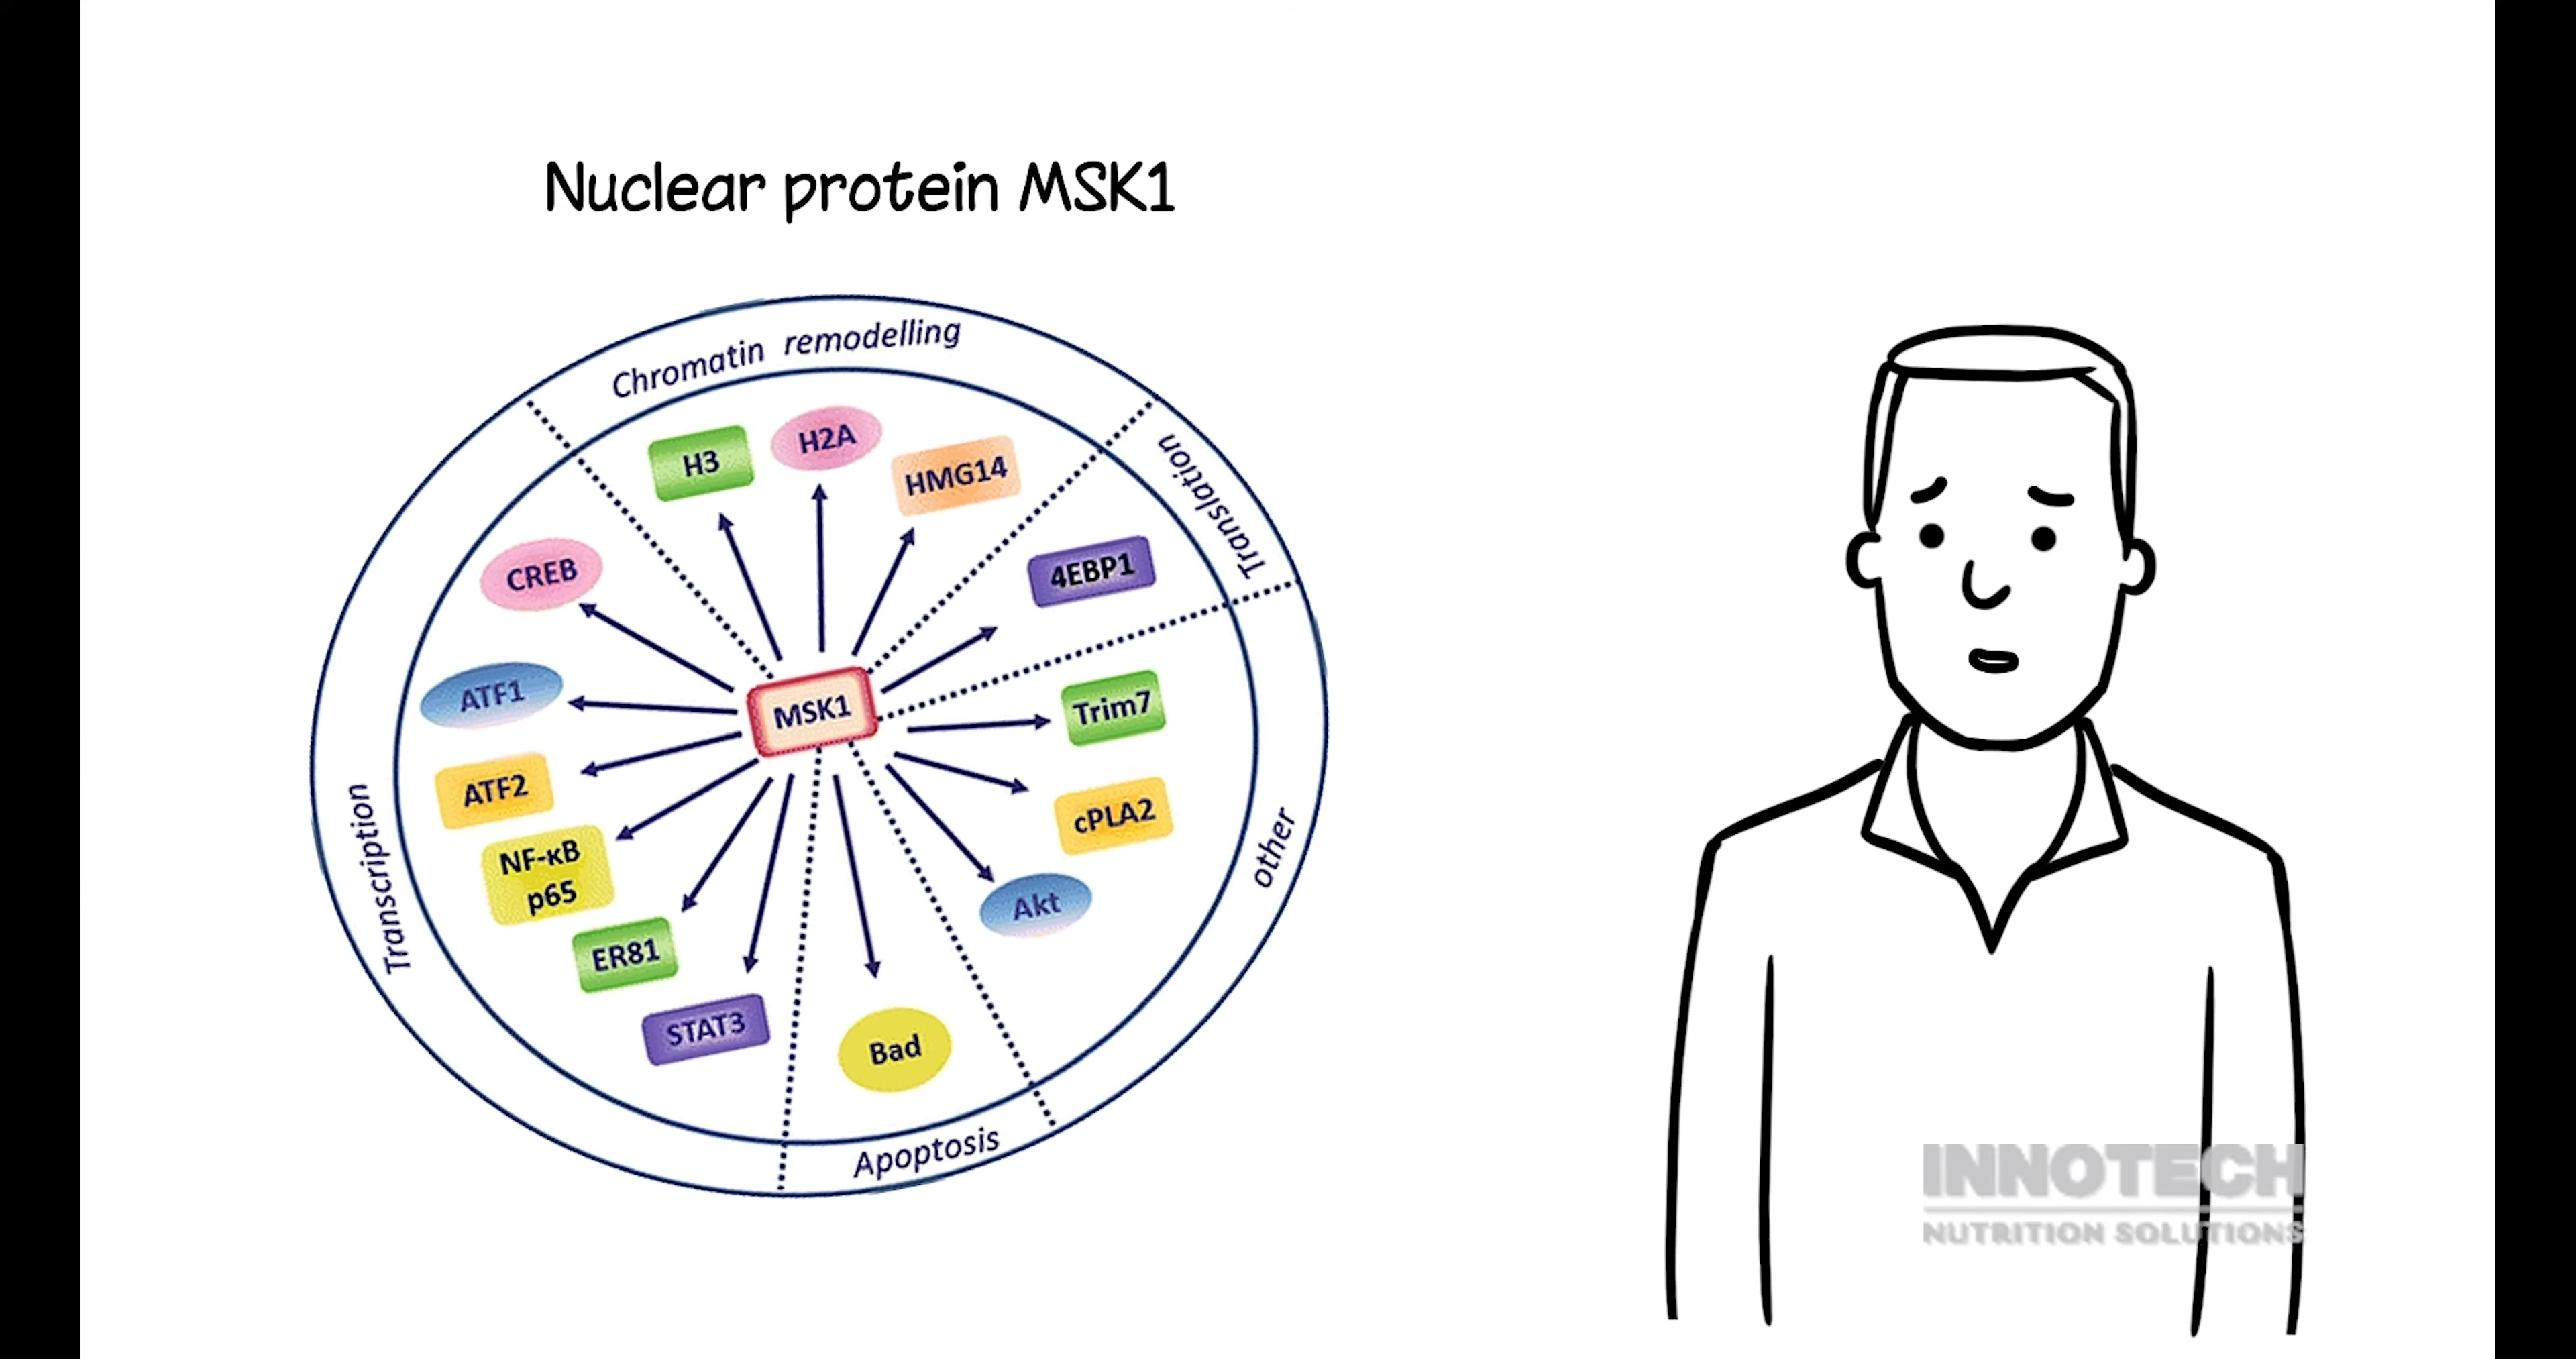 Nuclear protein MSK1
Chromatin remodelling
Translation
other
Apoptosis
Transcription
H3
H2A
HMG14
4EBP1
Trim7
cPLA2
Akt
Bad
STAT3
ER81
NF-κB
p65
ATF2
ATF1
CREB
MSK1
INNOTECH
NUTRITION SOLUTIONS